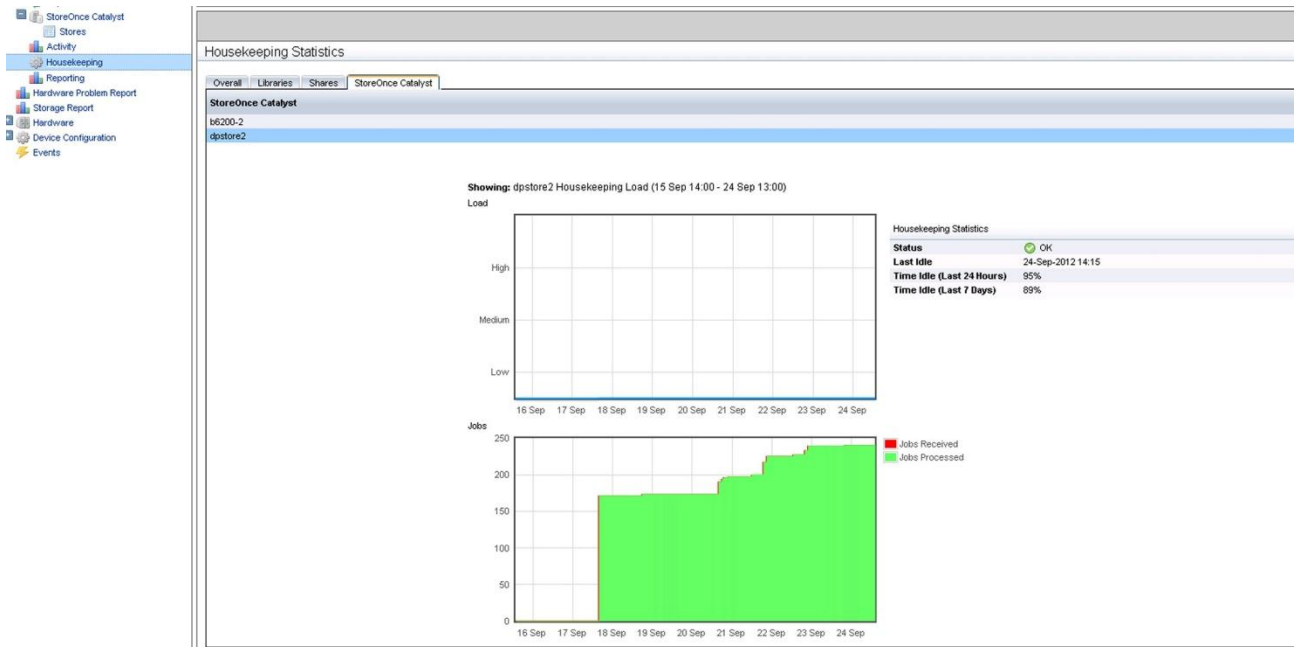 StoreOnce Catalyst
Stores
Activity
Housekeeping
Reporting
Hardware Problem Report
Storage Report
Hardware
Device Configuration
Events
Housekeeping Statistics
Overall Libraries Shares StoreOnce Catalyst
StoreOnce Catalyst
b6200-2
dpstore2
Showing: dpstore2 Housekeeping Load (15 Sep 14:00 - 24 Sep 13:00)
Load
High
Medium
Low
16 Sep 17 Sep 18 Sep 19 Sep 20 Sep 21 Sep 22 Sep 23 Sep 24 Sep
Housekeeping Statistics
Status OK
Last Idle 24-Sep-2012 14:15
Time Idle (Last 24 Hours) 95%
Time Idle (Last 7 Days) 89%
Jobs
250
200
150
100
50
0
16 Sep 17 Sep 18 Sep 19 Sep 20 Sep 21 Sep 22 Sep 23 Sep 24 Sep
Jobs Received
Jobs Processed